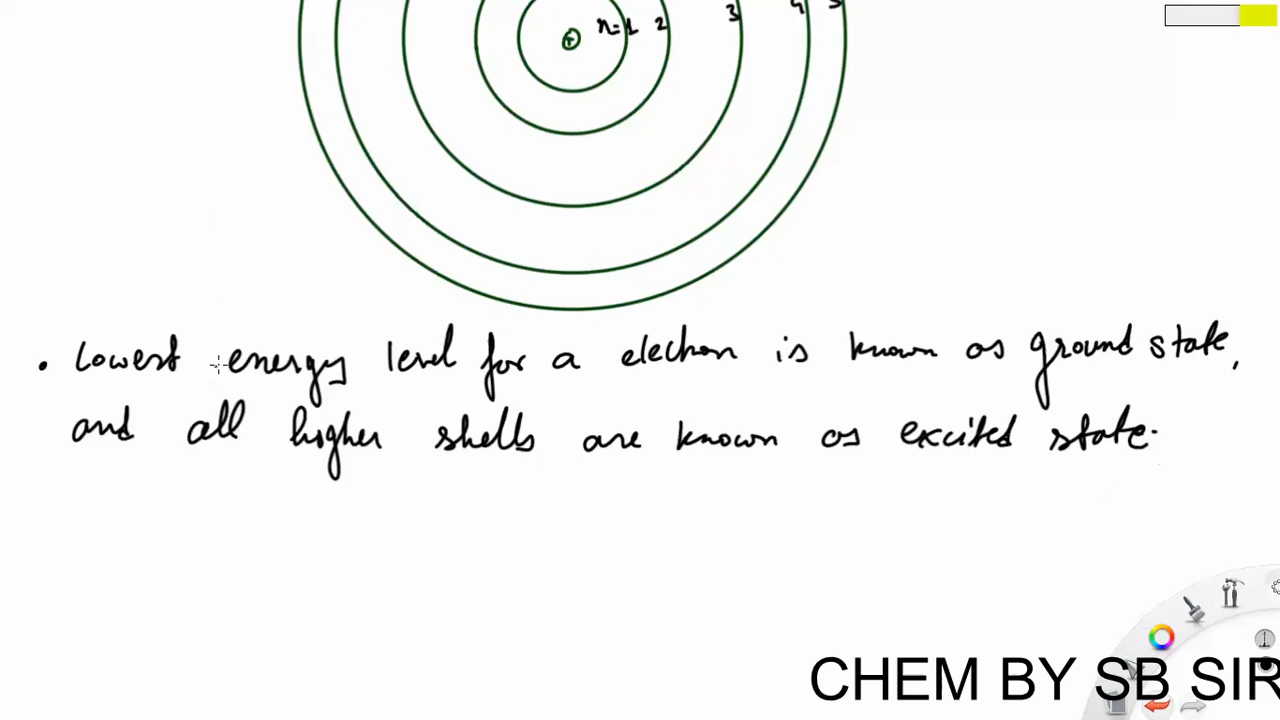 n=1 2 3 4 5
• Lowest energy level for a electron is known as ground state,
and all higher shells are known as excited state.
CHEM BY SB SIR